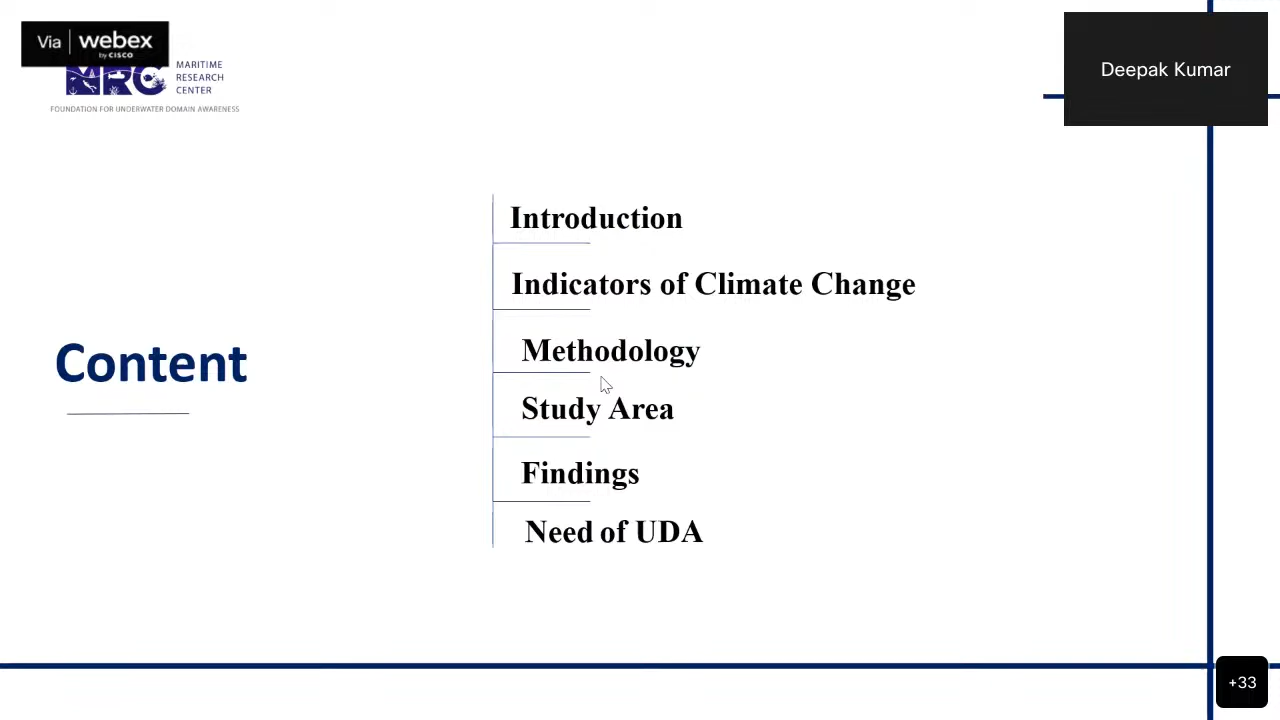 Via webex
by CISCO
MRC
MARITIME
RESEARCH
CENTER
FOUNDATION FOR UNDERWATER DOMAIN AWARENESS
Deepak Kumar
Introduction
Indicators of Climate Change
Methodology
Content
Study Area
Findings
Need of UDA
+33